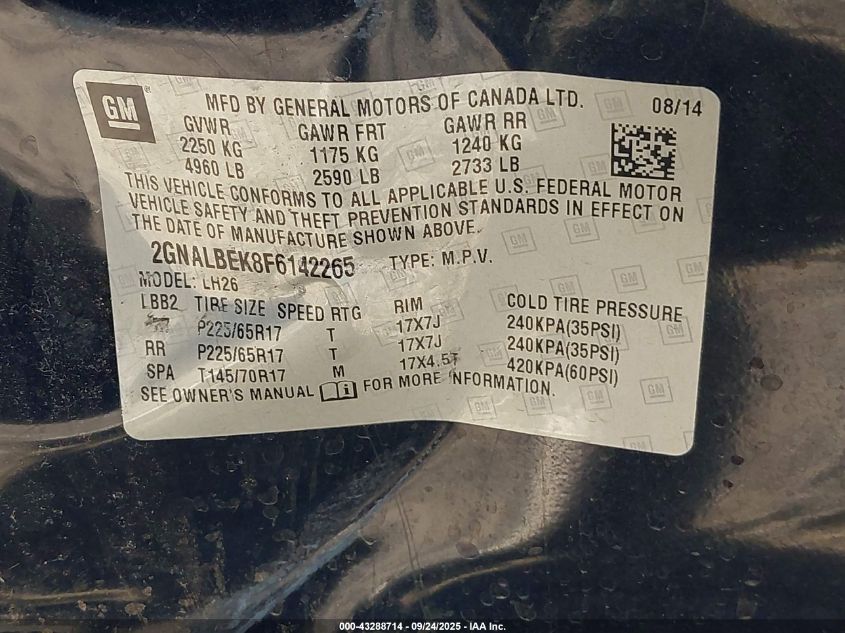 GM ®
MFD BY GENERAL MOTORS OF CANADA LTD. 08/14
GVWR GAWR FRT GAWR RR
2250 KG 1175 KG 1240 KG
4960 LB 2590 LB 2733 LB
THIS VEHICLE CONFORMS TO ALL APPLICABLE U.S. FEDERAL MOTOR
VEHICLE SAFETY AND THEFT PREVENTION STANDARDS IN EFFECT ON
THE DATE OF MANUFACTURE SHOWN ABOVE.
2GNALBEK8F6142265 TYPE: M.P.V.
MODEL: LH26
LBB2 TIRE SIZE SPEED RTG RIM COLD TIRE PRESSURE
P225/65R17 T 17X7J 240KPA(35PSI)
RR P225/65R17 T 17X7J 240KPA(35PSI)
SPA T145/70R17 M 17X4.5T 420KPA(60PSI)
SEE OWNER'S MANUAL FOR MORE INFORMATION.
000-43288714 - 09/24/2025 - IAA Inc.